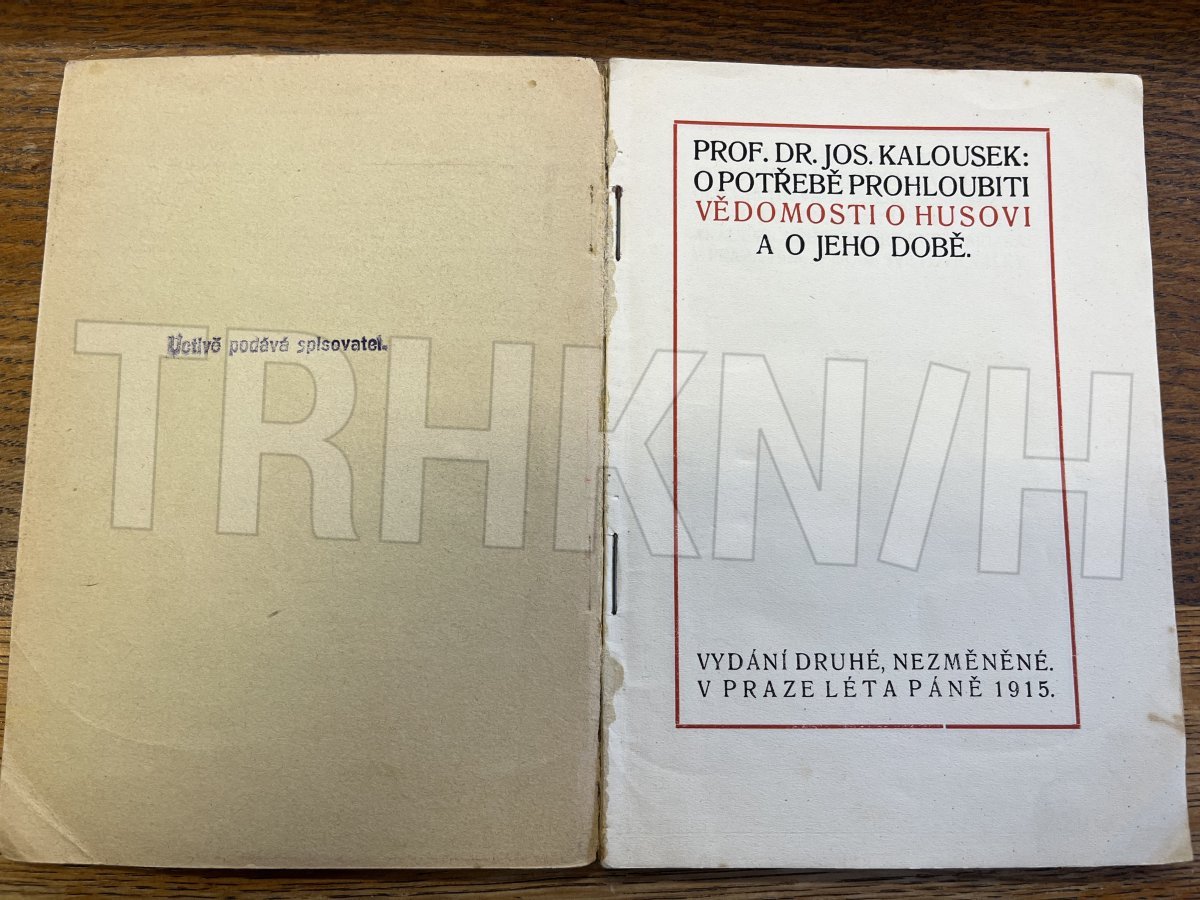 Uctivě podává spisovatel.
PROF. DR. JOS. KALOUSEK:
O POTŘEBĚ PROHLOUBITI
VĚDOMOSTI O HUSOVI
A O JEHO DOBĚ.
VYDÁNÍ DRUHÉ, NEZMĚNĚNÉ.
V PRAZE LÉTA PÁNĚ 1915.
TRHKN/H